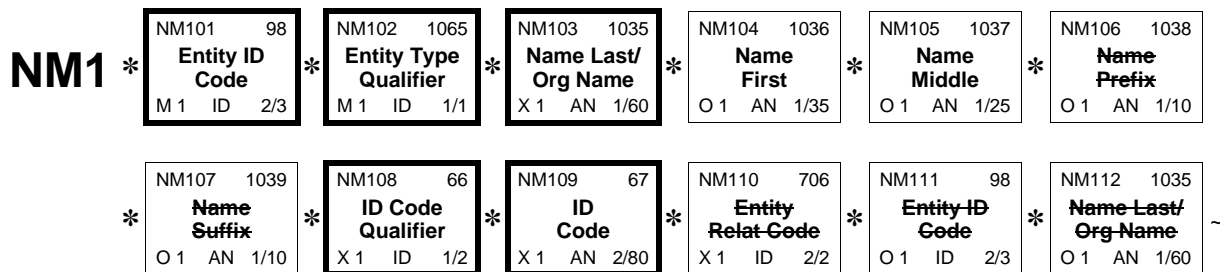 NM101 98 NM102 1065 NM103 1035 NM104 1036 NM105 1037 NM106 1038
NM1 * Entity ID Code * Entity Type Qualifier * Name Last/ Org Name * Name First * Name Middle * Name Prefix
M 1 ID 2/3 M 1 ID 1/1 X 1 AN 1/60 O 1 AN 1/35 O 1 AN 1/25 O 1 AN 1/10
NM107 1039 NM108 66 NM109 67 NM110 706 NM111 98 NM112 1035
* Name Suffix * ID Code Qualifier * ID Code * Entity Relat Code * Entity ID Code * Name Last/ Org Name ~
O 1 AN 1/10 X 1 ID 1/2 X 1 AN 2/80 X 1 ID 2/2 O 1 ID 2/3 O 1 AN 1/60